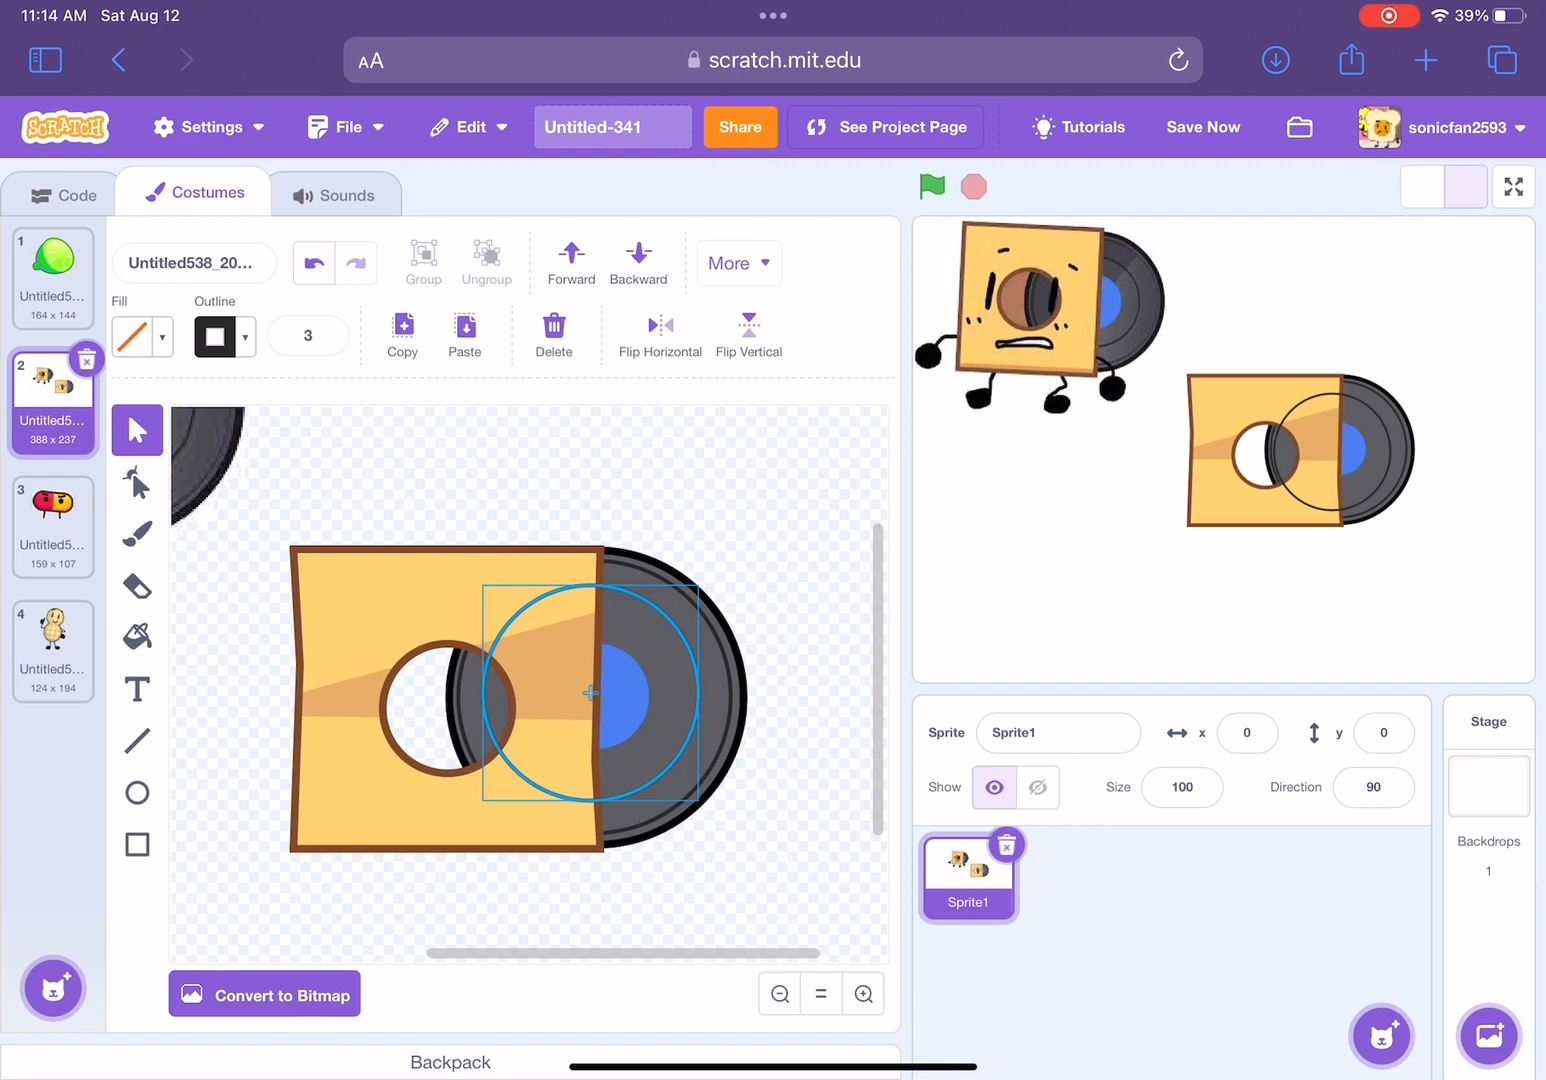 11:14 AM Sat Aug 12
39%
AA
scratch.mit.edu
SCRATCH
Settings
File
Edit
Untitled-341
Share
See Project Page
Tutorials
Save Now
sonicfan2593
Code
Costumes
Sounds
1
Untitled5...
164 x 144
2
Untitled5...
388 x 237
3
Untitled5...
159 x 107
4
Untitled5...
124 x 194
Untitled538_20...
Group
Ungroup
Forward
Backward
More
Fill
Outline
3
Copy
Paste
Delete
Flip Horizontal
Flip Vertical
T
Convert to Bitmap
=
Backpack
Sprite
Sprite1
x
0
y
0
Show
Size
100
Direction
90
Sprite1
Stage
Backdrops
1